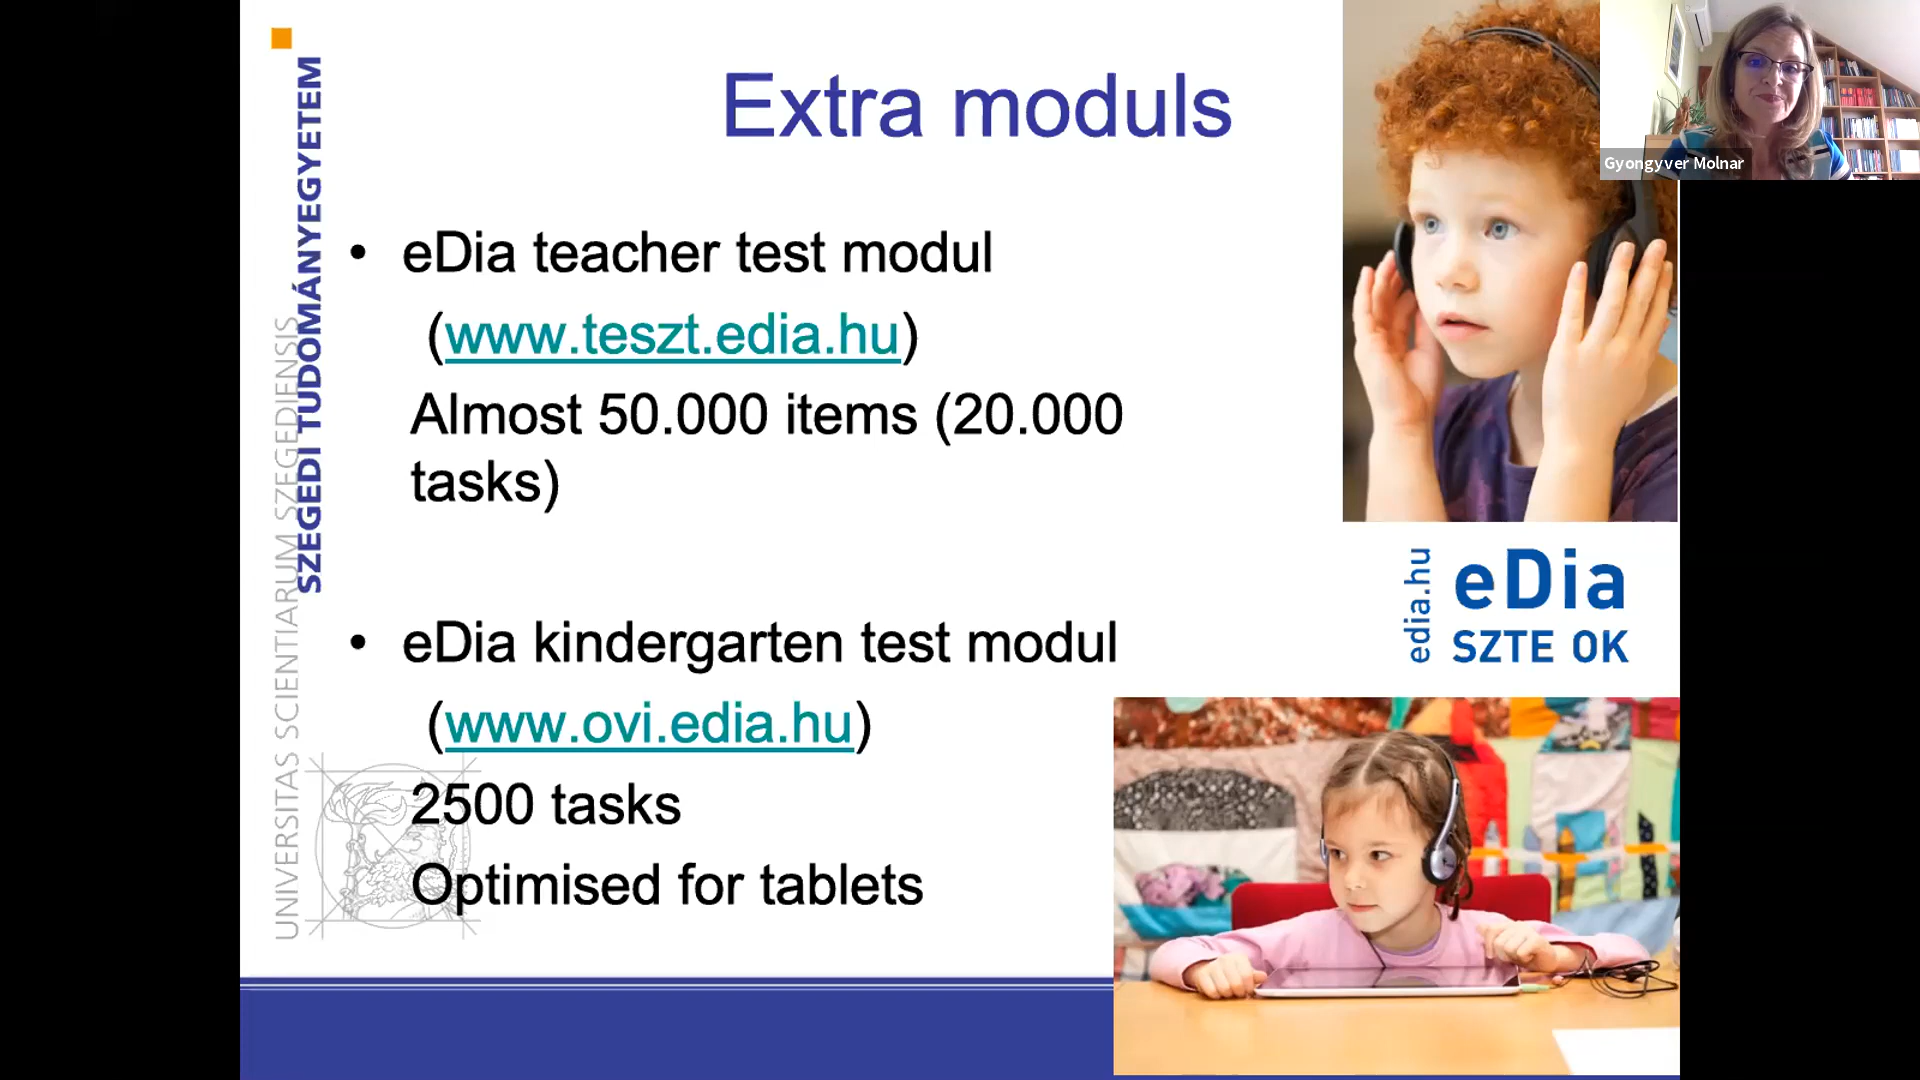 Extra moduls
Gyongyver Molnar
SZEGEDI TUDOMÁNYEGYETEM
UNIVERSITAS SCIENTIARUM SZEGEDIENSIS
• eDia teacher test modul
(www.teszt.edia.hu)
Almost 50.000 items (20.000
tasks)
• eDia kindergarten test modul
(www.ovi.edia.hu)
2500 tasks
Optimised for tablets
edia.hu
eDia
SZTE OK